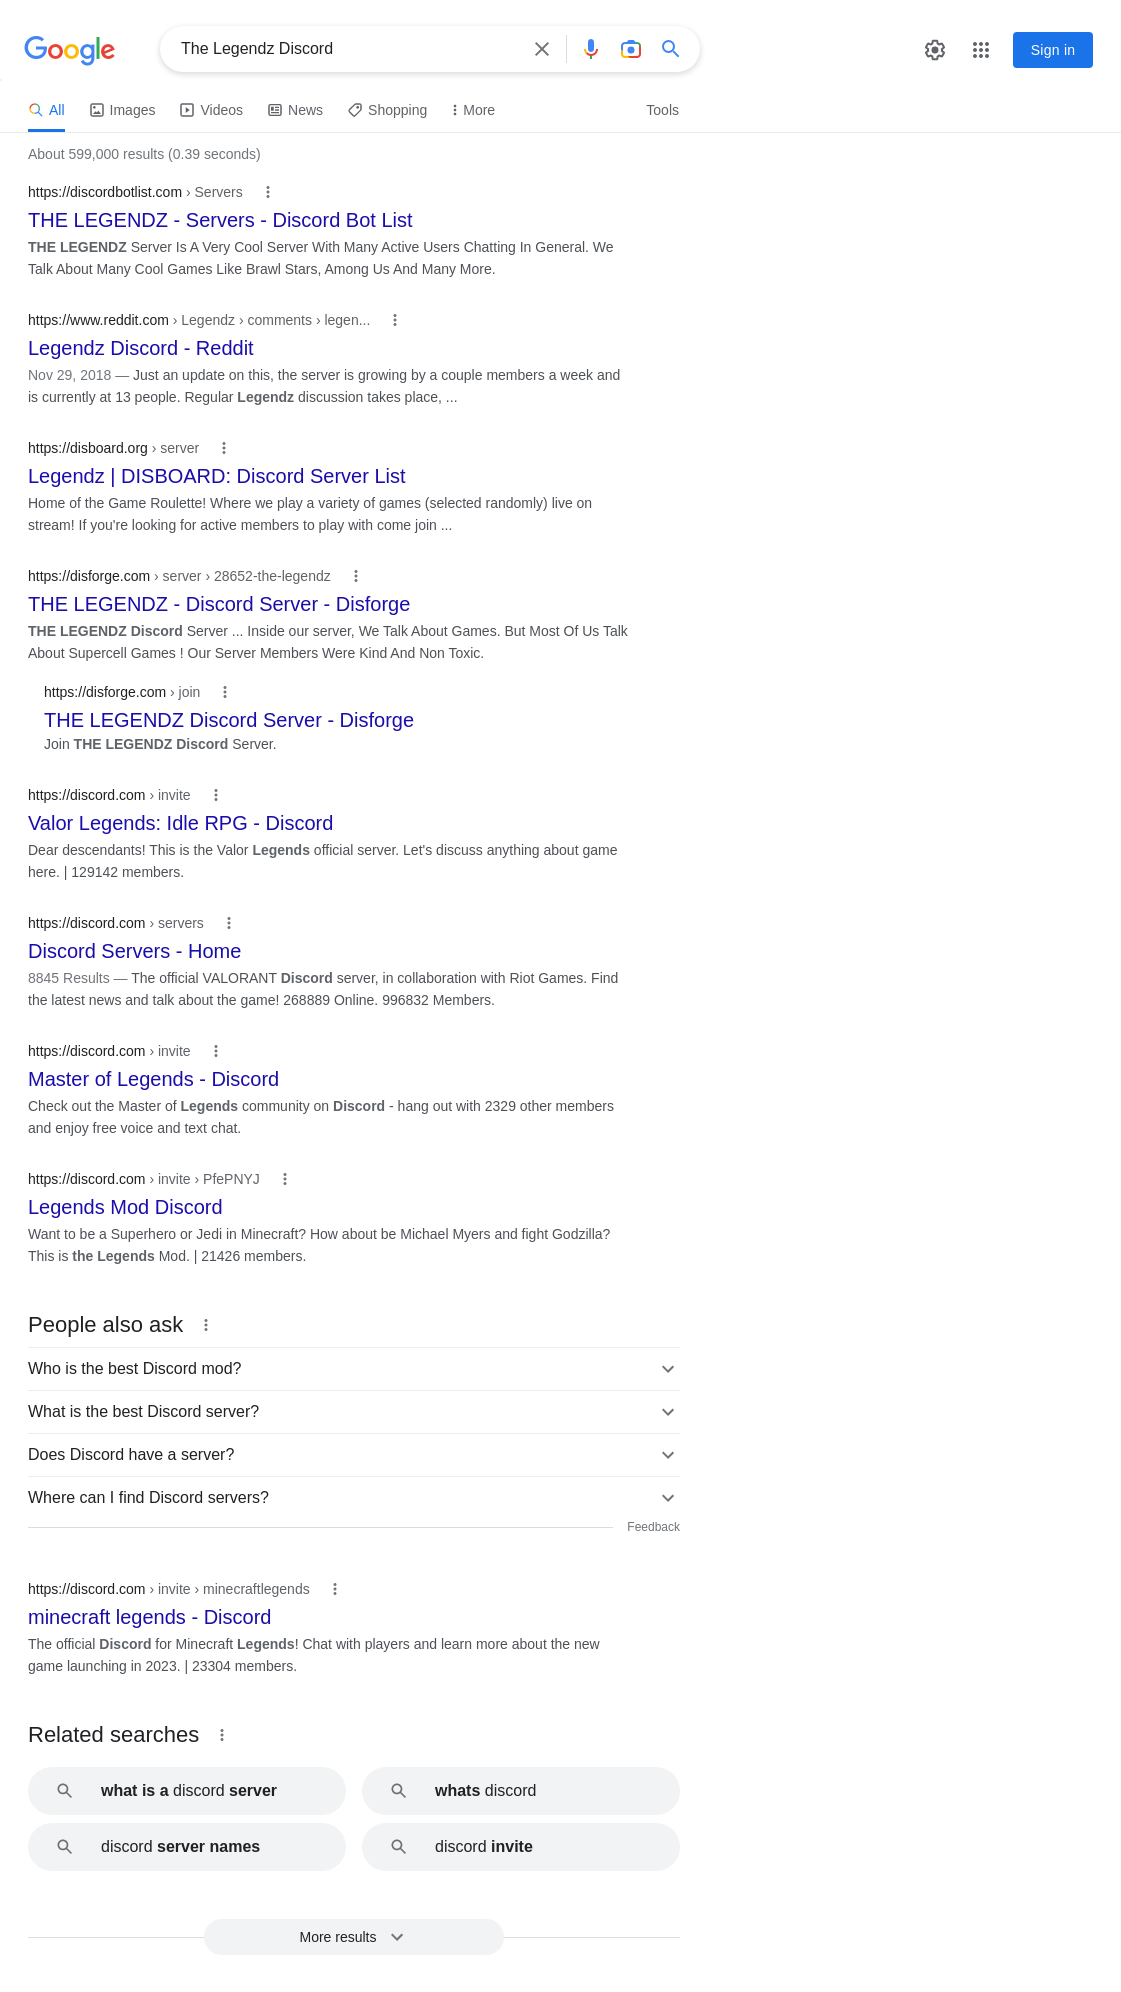 Google
The Legendz Discord
Sign in
All Images Videos News Shopping More Tools
About 599,000 results (0.39 seconds)
https://discordbotlist.com › Servers
THE LEGENDZ - Servers - Discord Bot List
THE LEGENDZ Server Is A Very Cool Server With Many Active Users Chatting In General. We
Talk About Many Cool Games Like Brawl Stars, Among Us And Many More.
https://www.reddit.com › Legendz › comments › legen...
Legendz Discord - Reddit
Nov 29, 2018 — Just an update on this, the server is growing by a couple members a week and
is currently at 13 people. Regular Legendz discussion takes place, ...
https://disboard.org › server
Legendz | DISBOARD: Discord Server List
Home of the Game Roulette! Where we play a variety of games (selected randomly) live on
stream! If you're looking for active members to play with come join ...
https://disforge.com › server › 28652-the-legendz
THE LEGENDZ - Discord Server - Disforge
THE LEGENDZ Discord Server ... Inside our server, We Talk About Games. But Most Of Us Talk
About Supercell Games ! Our Server Members Were Kind And Non Toxic.
https://disforge.com › join
THE LEGENDZ Discord Server - Disforge
Join THE LEGENDZ Discord Server.
https://discord.com › invite
Valor Legends: Idle RPG - Discord
Dear descendants! This is the Valor Legends official server. Let's discuss anything about game
here. | 129142 members.
https://discord.com › servers
Discord Servers - Home
8845 Results — The official VALORANT Discord server, in collaboration with Riot Games. Find
the latest news and talk about the game! 268889 Online. 996832 Members.
https://discord.com › invite
Master of Legends - Discord
Check out the Master of Legends community on Discord - hang out with 2329 other members
and enjoy free voice and text chat.
https://discord.com › invite › PfePNYJ
Legends Mod Discord
Want to be a Superhero or Jedi in Minecraft? How about be Michael Myers and fight Godzilla?
This is the Legends Mod. | 21426 members.
People also ask
Who is the best Discord mod?
What is the best Discord server?
Does Discord have a server?
Where can I find Discord servers?
Feedback
https://discord.com › invite › minecraftlegends
minecraft legends - Discord
The official Discord for Minecraft Legends! Chat with players and learn more about the new
game launching in 2023. | 23304 members.
Related searches
what is a discord server
whats discord
discord server names
discord invite
More results